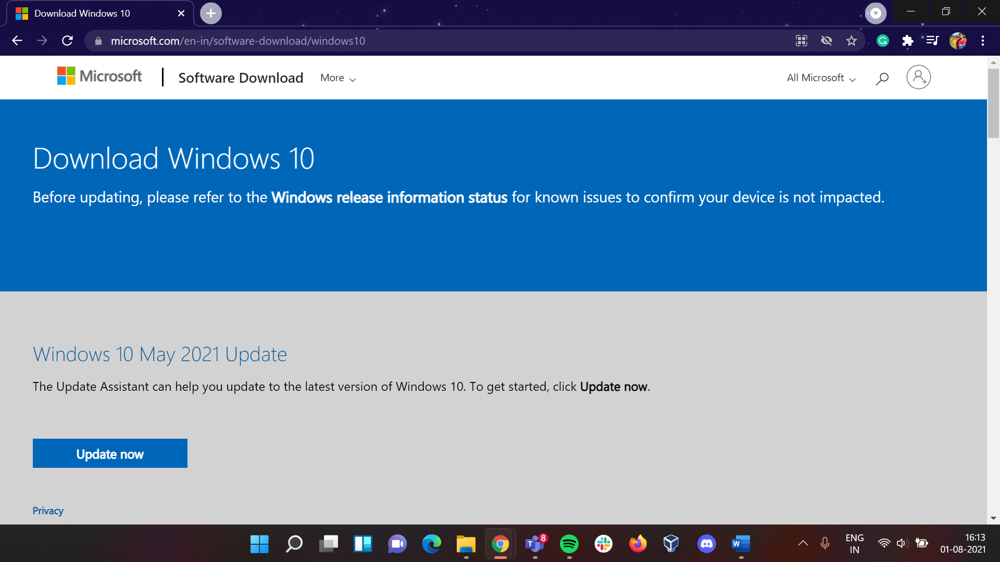 Download Windows 10
microsoft.com/en-in/software-download/windows10
Microsoft
Software Download
More
All Microsoft
Download Windows 10
Before updating, please refer to the Windows release information status for known issues to confirm your device is not impacted.
Windows 10 May 2021 Update
The Update Assistant can help you update to the latest version of Windows 10. To get started, click Update now.
Update now
Privacy
8
ENG
IN
16:13
01-08-2021